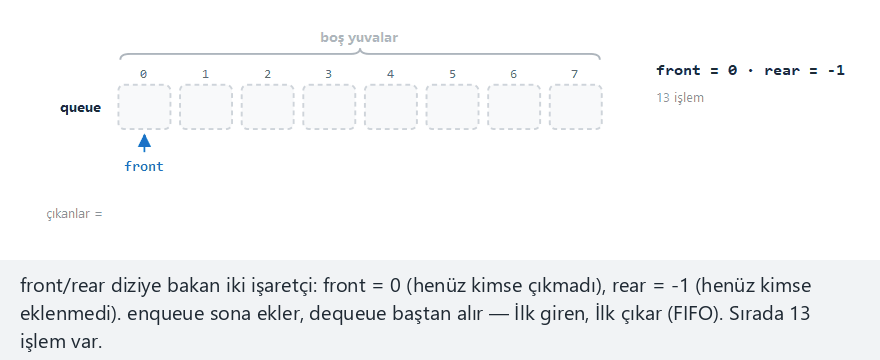 boş yuvalar
0 1 2 3 4 5 6 7
front = 0 · rear = -1
13 işlem
queue
front
çıkanlar =
front/rear diziye bakan iki işaretçi: front = 0 (henüz kimse çıkmadı), rear = -1 (henüz kimse
eklenmedi). enqueue sona ekler, dequeue baştan alır — İlk giren, İlk çıkar (FIFO). Sırada 13
işlem var.